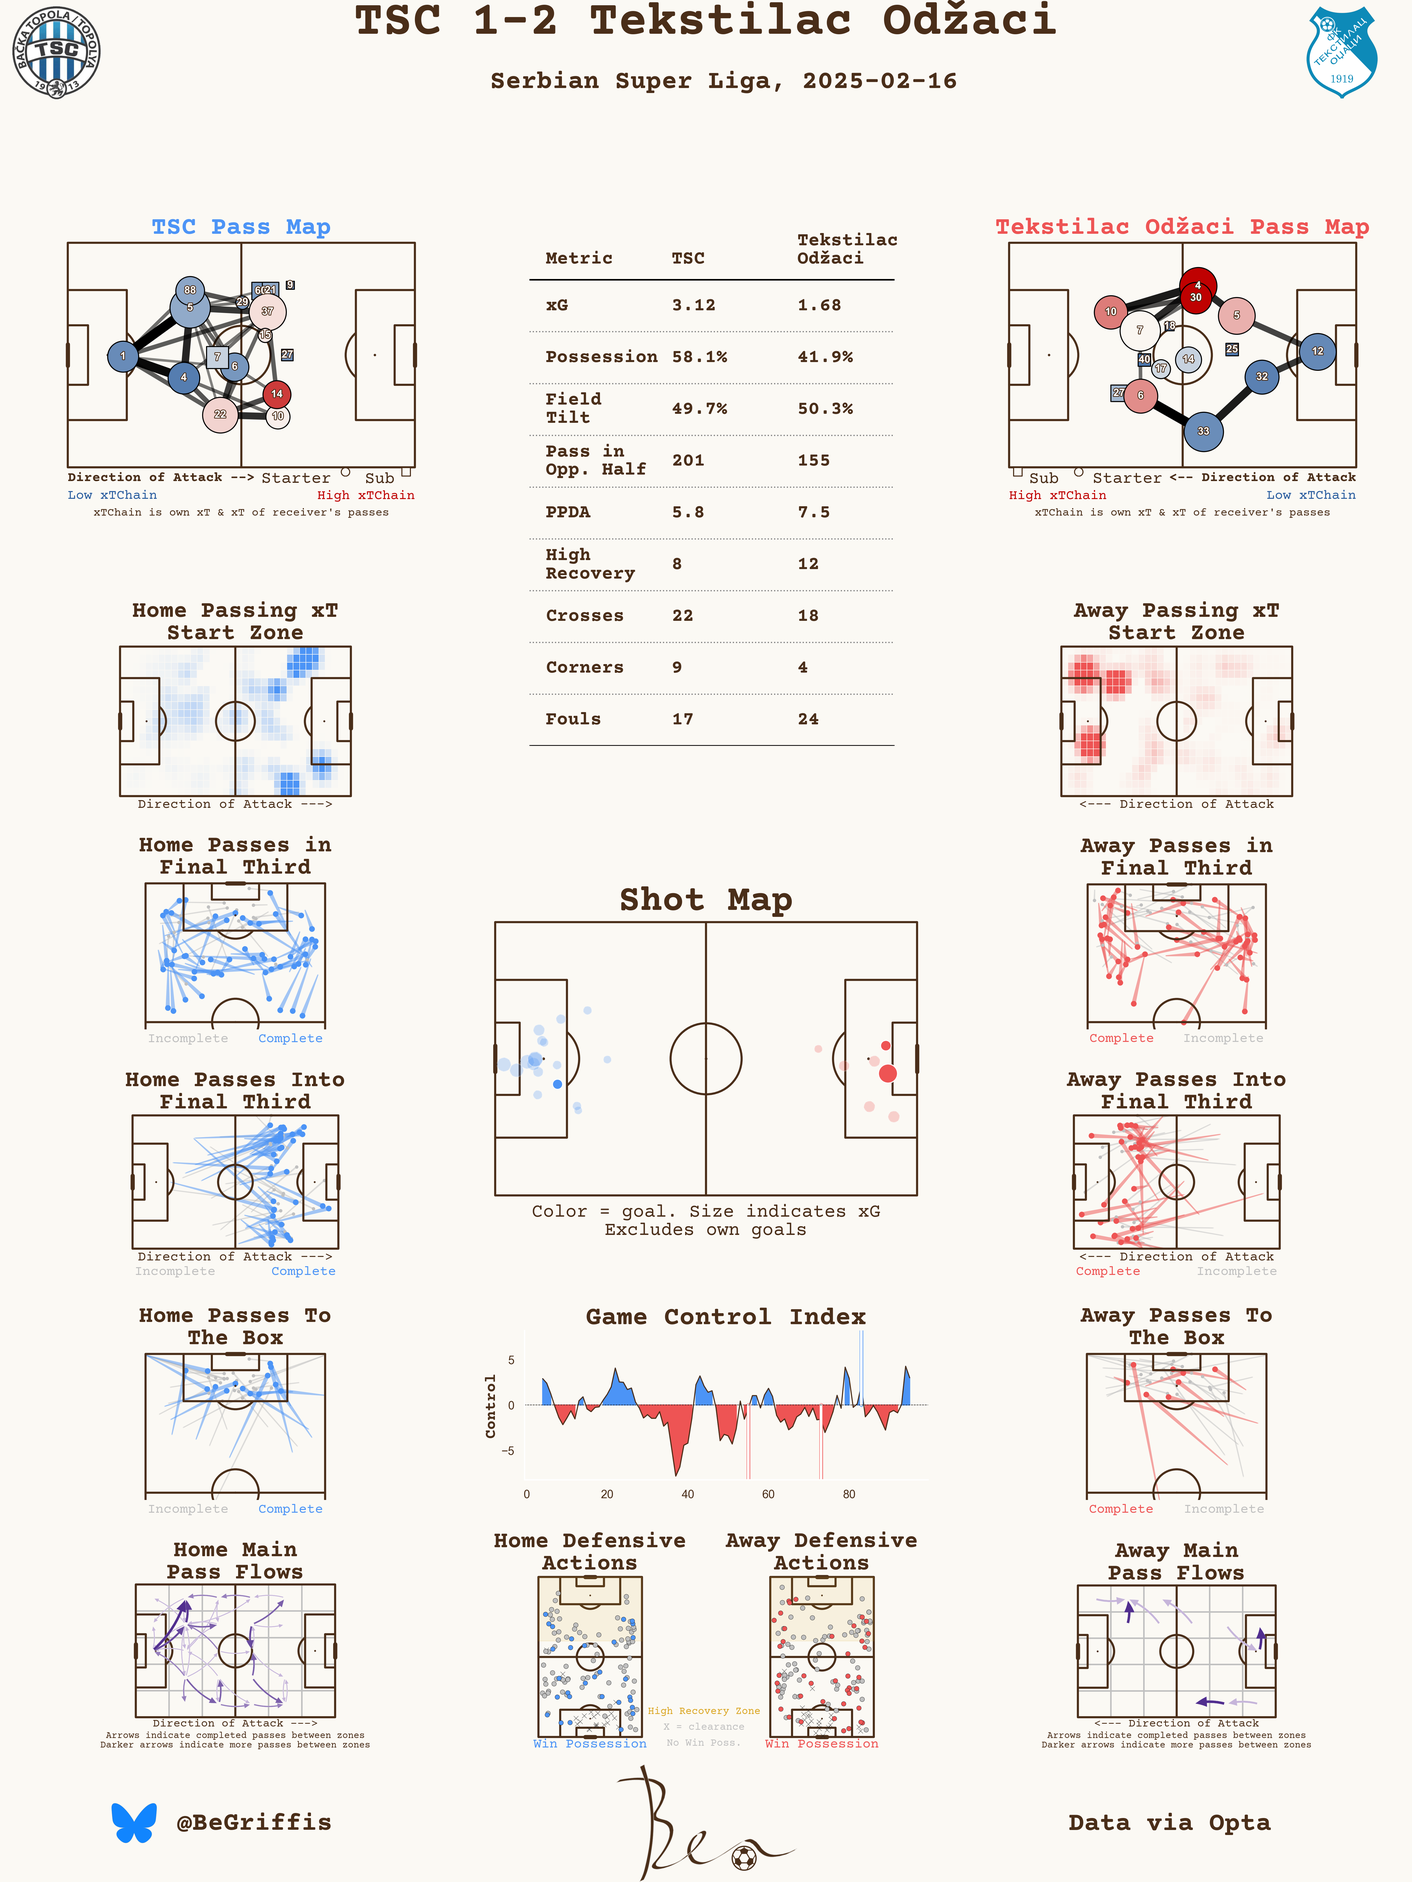 TSC 1-2 Tekstilac Odžaci
Serbian Super Liga, 2025-02-16
BAČKA TOPOLA/TOPOLYA
TSC
1913
ФК
ТЕКСТИЛАЦ
ОЏАЦИ
1919
TSC Pass Map
88
5
29
60
21
9
37
15
1
7
6
27
4
14
22
10
Direction of Attack --> Starter Sub
Low xTChain High xTChain
xTChain is own xT & xT of receiver's passes
Metric TSC Tekstilac
Odžaci
xG 3.12 1.68
Possession 58.1% 41.9%
Field
Tilt 49.7% 50.3%
Pass in
Opp. Half 201 155
PPDA 5.8 7.5
High
Recovery 8 12
Crosses 22 18
Corners 9 4
Fouls 17 24
Tekstilac Odžaci Pass Map
4
30
10
5
7
18
25
12
40
14
17
32
27
6
33
Sub Starter <-- Direction of Attack
High xTChain Low xTChain
xTChain is own xT & xT of receiver's passes
Home Passing xT
Start Zone
Direction of Attack --->
Away Passing xT
Start Zone
<--- Direction of Attack
Home Passes in
Final Third
Incomplete Complete
Away Passes in
Final Third
Complete Incomplete
Shot Map
Color = goal. Size indicates xG
Excludes own goals
Home Passes Into
Final Third
Direction of Attack --->
Incomplete Complete
Away Passes Into
Final Third
<--- Direction of Attack
Complete Incomplete
Home Passes To
The Box
Incomplete Complete
Game Control Index
Control
5
0
−5
0 20 40 60 80
Away Passes To
The Box
Complete Incomplete
Home Main
Pass Flows
Direction of Attack --->
Arrows indicate completed passes between zones
Darker arrows indicate more passes between zones
Home Defensive
Actions
Win Possession
Away Defensive
Actions
Win Possession
High Recovery Zone
X = clearance
No Win Poss.
Away Main
Pass Flows
<--- Direction of Attack
Arrows indicate completed passes between zones
Darker arrows indicate more passes between zones
@BeGriffis
Ben
Data via Opta